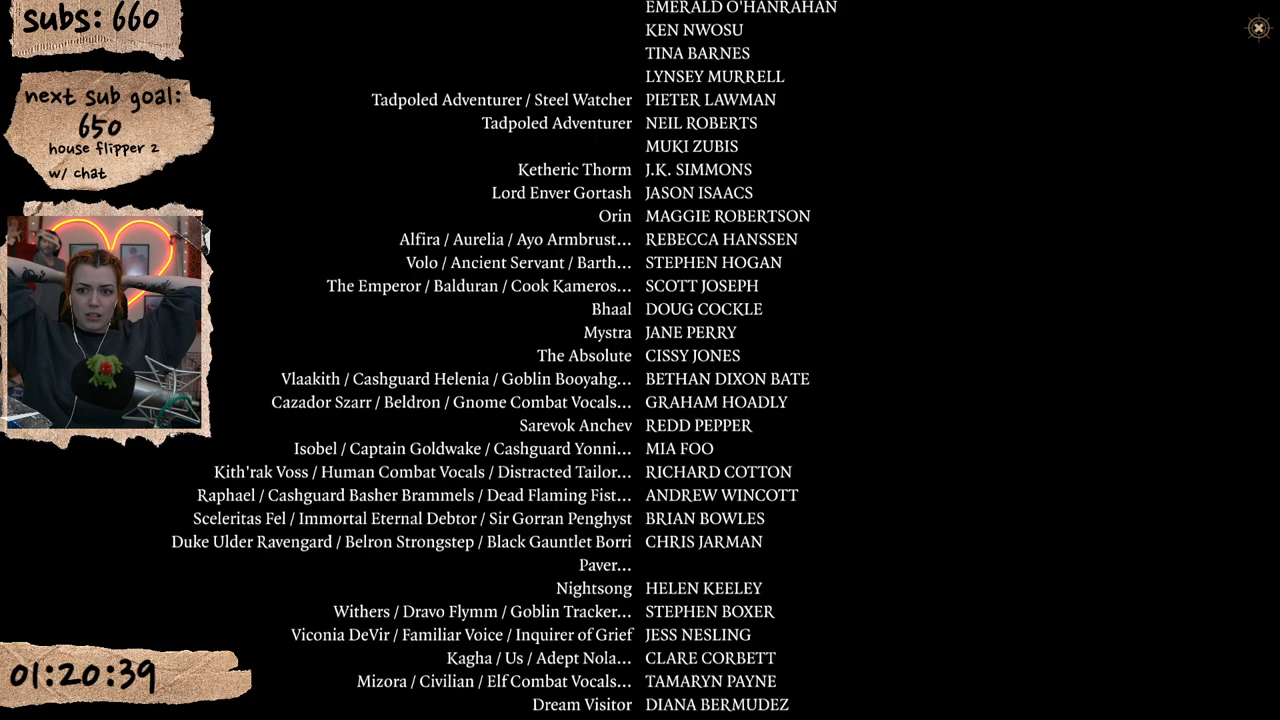 subs: 660
next sub goal:
650
house flipper 2
w/ chat
EMERALD O'HANRAHAN
KEN NWOSU
TINA BARNES
LYNSEY MURRELL
Tadpoled Adventurer / Steel Watcher PIETER LAWMAN
Tadpoled Adventurer NEIL ROBERTS
MUKI ZUBIS
Ketheric Thorm J.K. SIMMONS
Lord Enver Gortash JASON ISAACS
Orin MAGGIE ROBERTSON
Alfira / Aurelia / Ayo Armbrust... REBECCA HANSSEN
Volo / Ancient Servant / Barth... STEPHEN HOGAN
The Emperor / Balduran / Cook Kameros... SCOTT JOSEPH
Bhaal DOUG COCKLE
Mystra JANE PERRY
The Absolute CISSY JONES
Vlaakith / Cashguard Helenia / Goblin Booyahg... BETHAN DIXON BATE
Cazador Szarr / Beldron / Gnome Combat Vocals... GRAHAM HOADLY
Sarevok Anchev REDD PEPPER
Isobel / Captain Goldwake / Cashguard Yonni... MIA FOO
Kith'rak Voss / Human Combat Vocals / Distracted Tailor... RICHARD COTTON
Raphael / Cashguard Basher Brammels / Dead Flaming Fist... ANDREW WINCOTT
Sceleritas Fel / Immortal Eternal Debtor / Sir Gorran Penghyst BRIAN BOWLES
Duke Ulder Ravengard / Belron Strongstep / Black Gauntlet Borri CHRIS JARMAN
Paver...
Nightsong HELEN KEELEY
Withers / Dravo Flymm / Goblin Tracker... STEPHEN BOXER
Viconia DeVir / Familiar Voice / Inquirer of Grief JESS NESLING
Kagha / Us / Adept Nola... CLARE CORBETT
Mizora / Civilian / Elf Combat Vocals... TAMARYN PAYNE
Dream Visitor DIANA BERMUDEZ
01:20:39